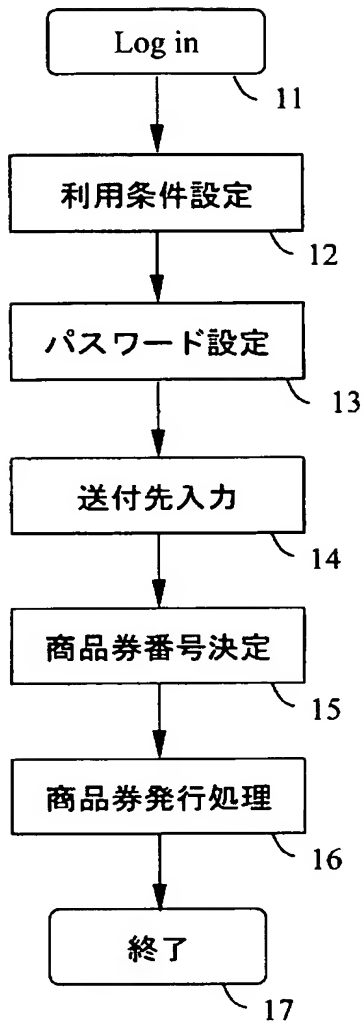 Log in
11
利用条件設定
12
パスワード設定
13
送付先入力
14
商品券番号決定
15
商品券発行処理
16
終了
17